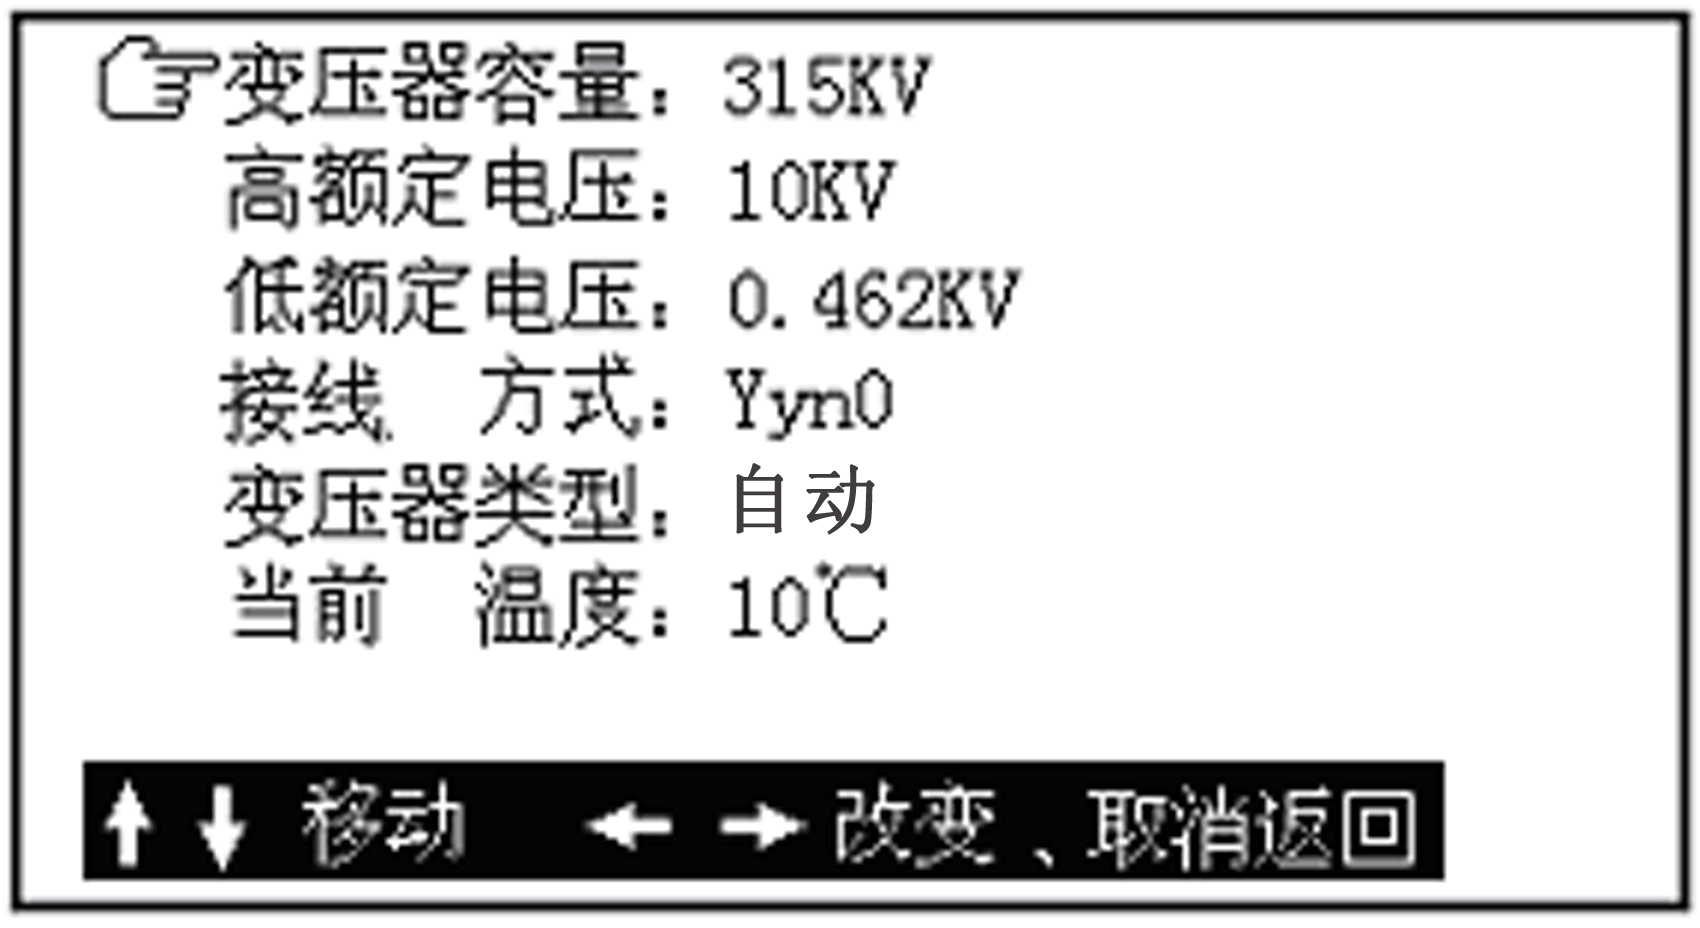 变压器容量：315KV
高额定电压：10KV
低额定电压：0.462KV
接线 方式：Yyn0
变压器类型：自动
当前 温度：10℃
↑ ↓ 移动 ← → 改变、取消返回